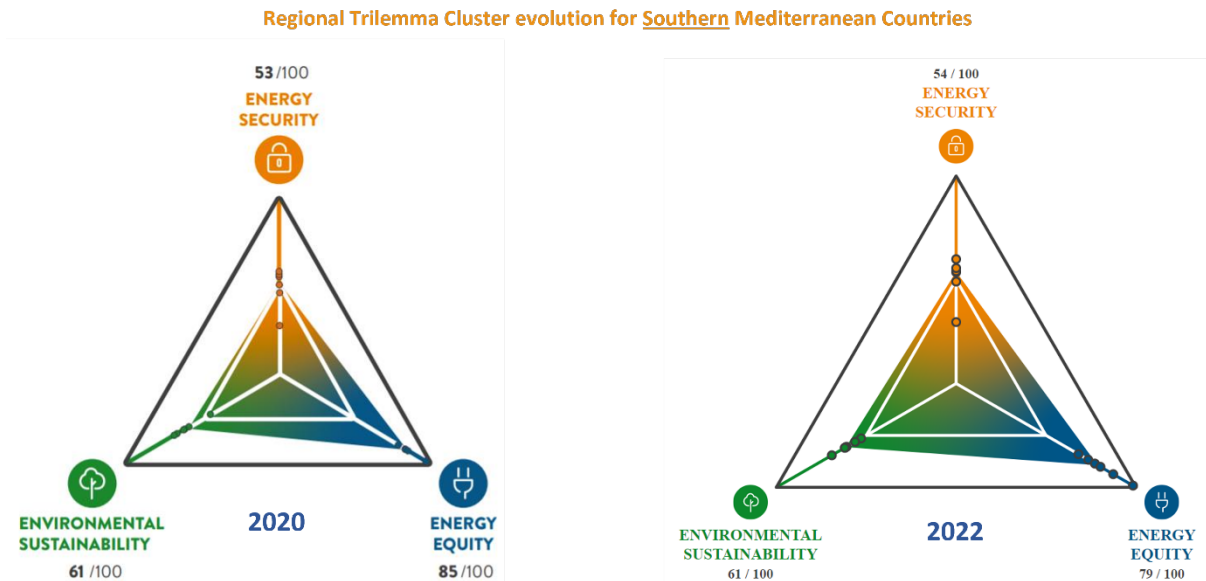 Regional Trilemma Cluster evolution for Southern Mediterranean Countries
53 /100
ENERGY
SECURITY
ENVIRONMENTAL
SUSTAINABILITY
61 /100
2020
ENERGY
EQUITY
85 /100
54 / 100
ENERGY
SECURITY
ENVIRONMENTAL
SUSTAINABILITY
61 / 100
2022
ENERGY
EQUITY
79 / 100